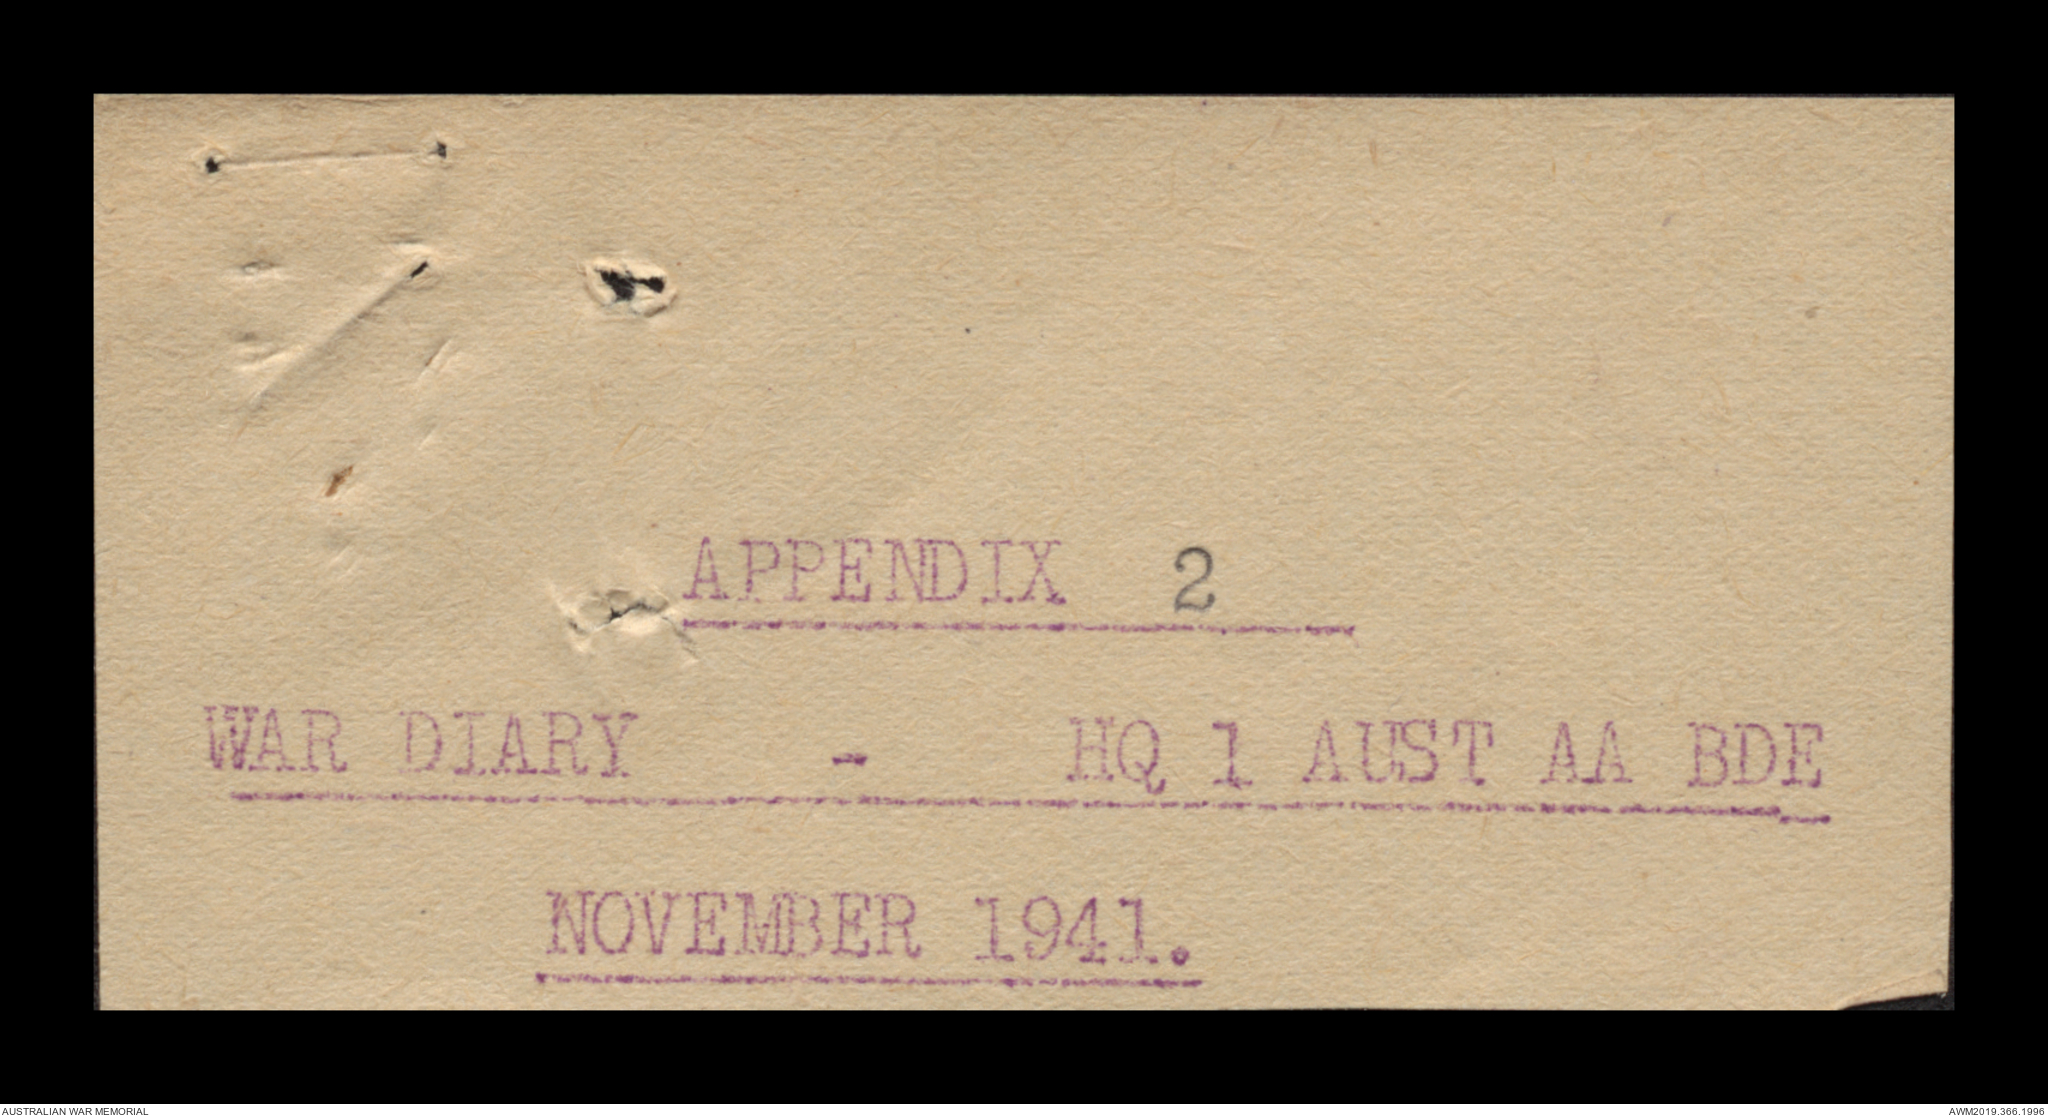 APPENDIX 2
WAR DIARY - HQ 1 AUST AA BDE
NOVEMBER 1941.
AUSTRALIAN WAR MEMORIAL
AWM2019.366.1996